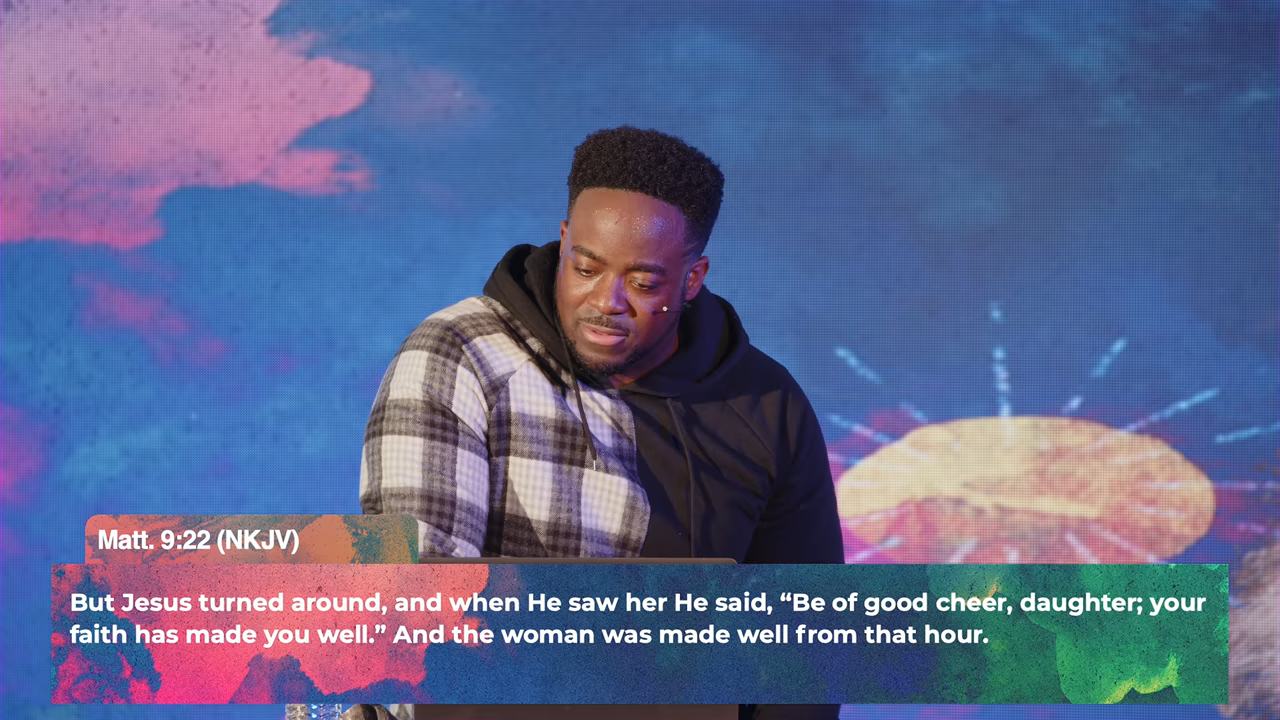 Matt. 9:22 (NKJV)
But Jesus turned around, and when He saw her He said, “Be of good cheer, daughter; your
faith has made you well.” And the woman was made well from that hour.